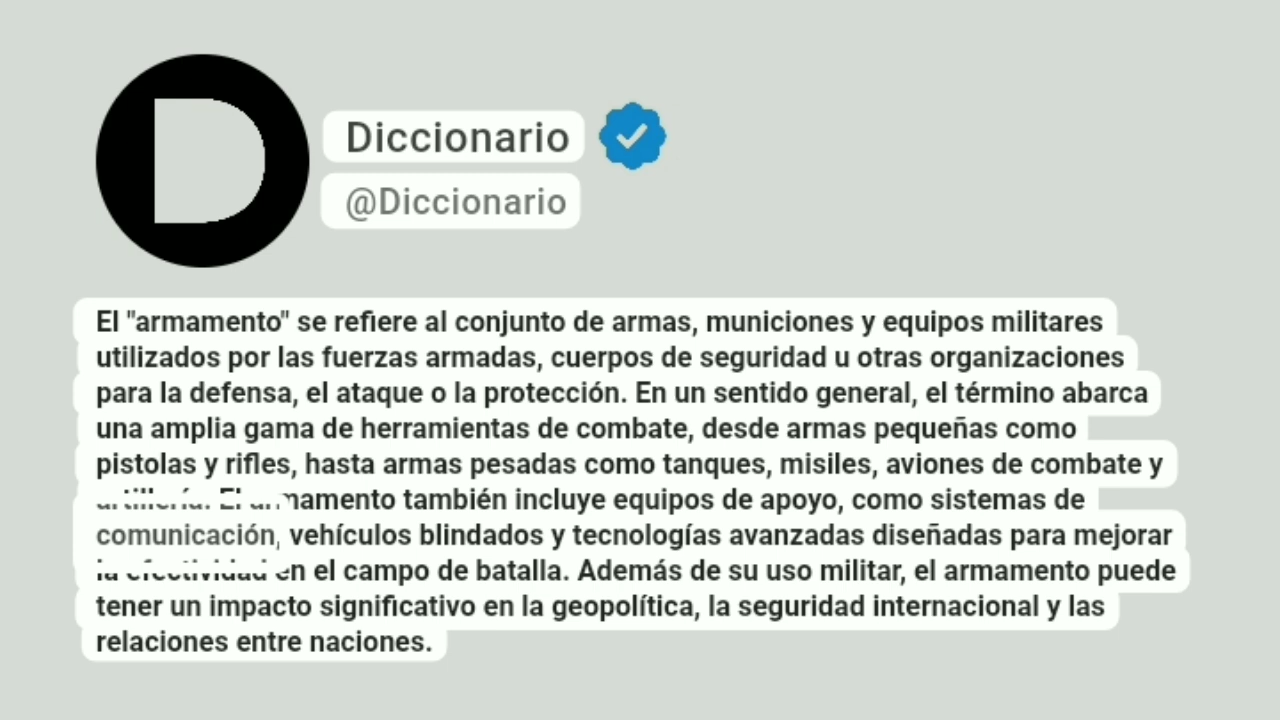 D
Diccionario
@Diccionario
El "armamento" se refiere al conjunto de armas, municiones y equipos militares
utilizados por las fuerzas armadas, cuerpos de seguridad u otras organizaciones
para la defensa, el ataque o la protección. En un sentido general, el término abarca
una amplia gama de herramientas de combate, desde armas pequeñas como
pistolas y rifles, hasta armas pesadas como tanques, misiles, aviones de combate y
artillería. El armamento también incluye equipos de apoyo, como sistemas de
comunicación, vehículos blindados y tecnologías avanzadas diseñadas para mejorar
la efectividad en el campo de batalla. Además de su uso militar, el armamento puede
tener un impacto significativo en la geopolítica, la seguridad internacional y las
relaciones entre naciones.